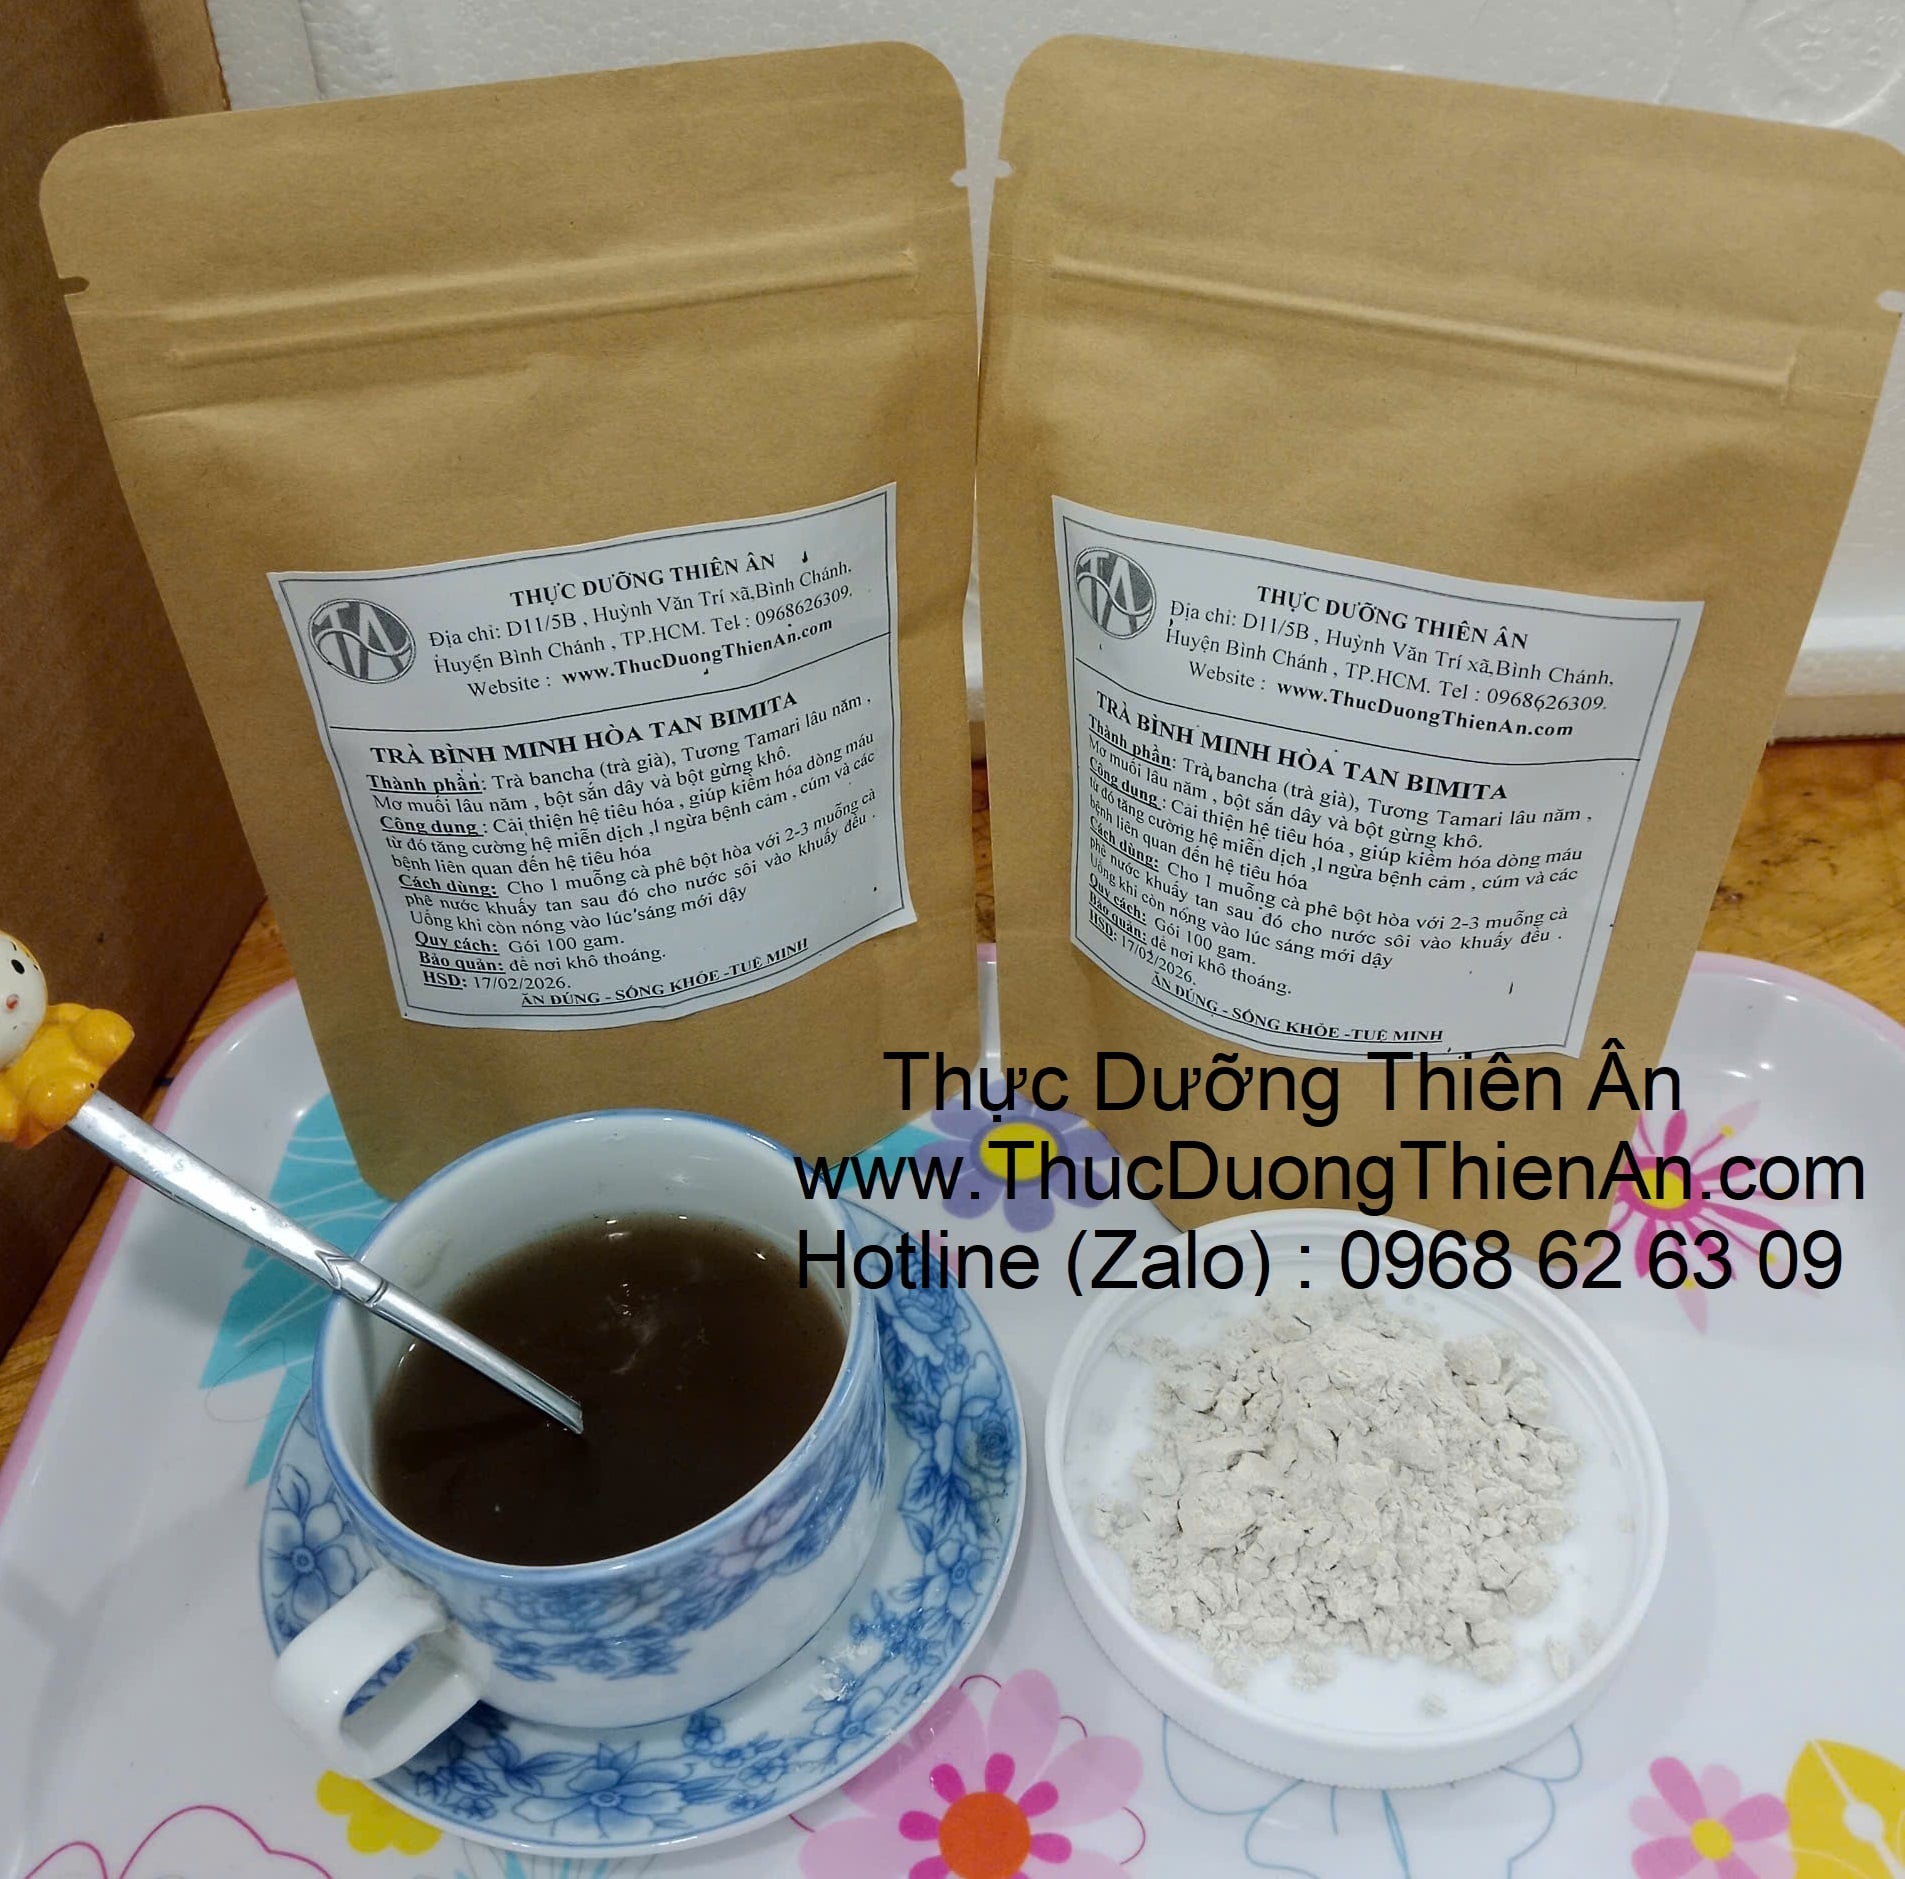 TA
THỰC DƯỠNG THIÊN ÂN
Địa chỉ: D11/5B , Huỳnh Văn Trí xã,Bình Chánh,
Huyện Bình Chánh , TP.HCM. Tel : 0968626309.
Website : www.ThucDuongThienAn.com
TRÀ BÌNH MINH HÒA TAN BIMITA
Thành phần: Trà bancha (trà già), Tương Tamari lâu năm ,
Mơ muối lâu năm , bột sắn dây và bột gừng khô.
Công dụng : Cải thiện hệ tiêu hóa , giúp kiềm hóa dòng máu
từ đó tăng cường hệ miễn dịch ,l ngừa bệnh cảm , cúm và các
bệnh liên quan đến hệ tiêu hóa
Cách dùng: Cho 1 muỗng cà phê bột hòa với 2-3 muỗng cà
phê nước khuấy tan sau đó cho nước sôi vào khuấy đều .
Uống khi còn nóng vào lúc sáng mới dậy
Quy cách: Gói 100 gam.
Bảo quản: để nơi khô thoáng.
HSD: 17/02/2026.
ĂN ĐÚNG - SỐNG KHỎE -TUỆ MINH
TA
THỰC DƯỠNG THIÊN ÂN
Địa chỉ: D11/5B , Huỳnh Văn Trí xã,Bình Chánh,
Huyện Bình Chánh , TP.HCM. Tel : 0968626309.
Website : www.ThucDuongThienAn.com
TRÀ BÌNH MINH HÒA TAN BIMITA
Thành phần: Trà bancha (trà già), Tương Tamari lâu năm ,
Mơ muối lâu năm , bột sắn dây và bột gừng khô.
Công dụng : Cải thiện hệ tiêu hóa , giúp kiềm hóa dòng máu
từ đó tăng cường hệ miễn dịch ,l ngừa bệnh cảm , cúm và các
bệnh liên quan đến hệ tiêu hóa
Cách dùng: Cho 1 muỗng cà phê bột hòa với 2-3 muỗng cà
phê nước khuấy tan sau đó cho nước sôi vào khuấy đều .
Uống khi còn nóng vào lúc sáng mới dậy
Quy cách: Gói 100 gam.
Bảo quản: để nơi khô thoáng.
HSD: 17/02/2026.
ĂN ĐÚNG - SỐNG KHỎE -TUỆ MINH
Thực Dưỡng Thiên Ân
www.ThucDuongThienAn.com
Hotline (Zalo) : 0968 62 63 09